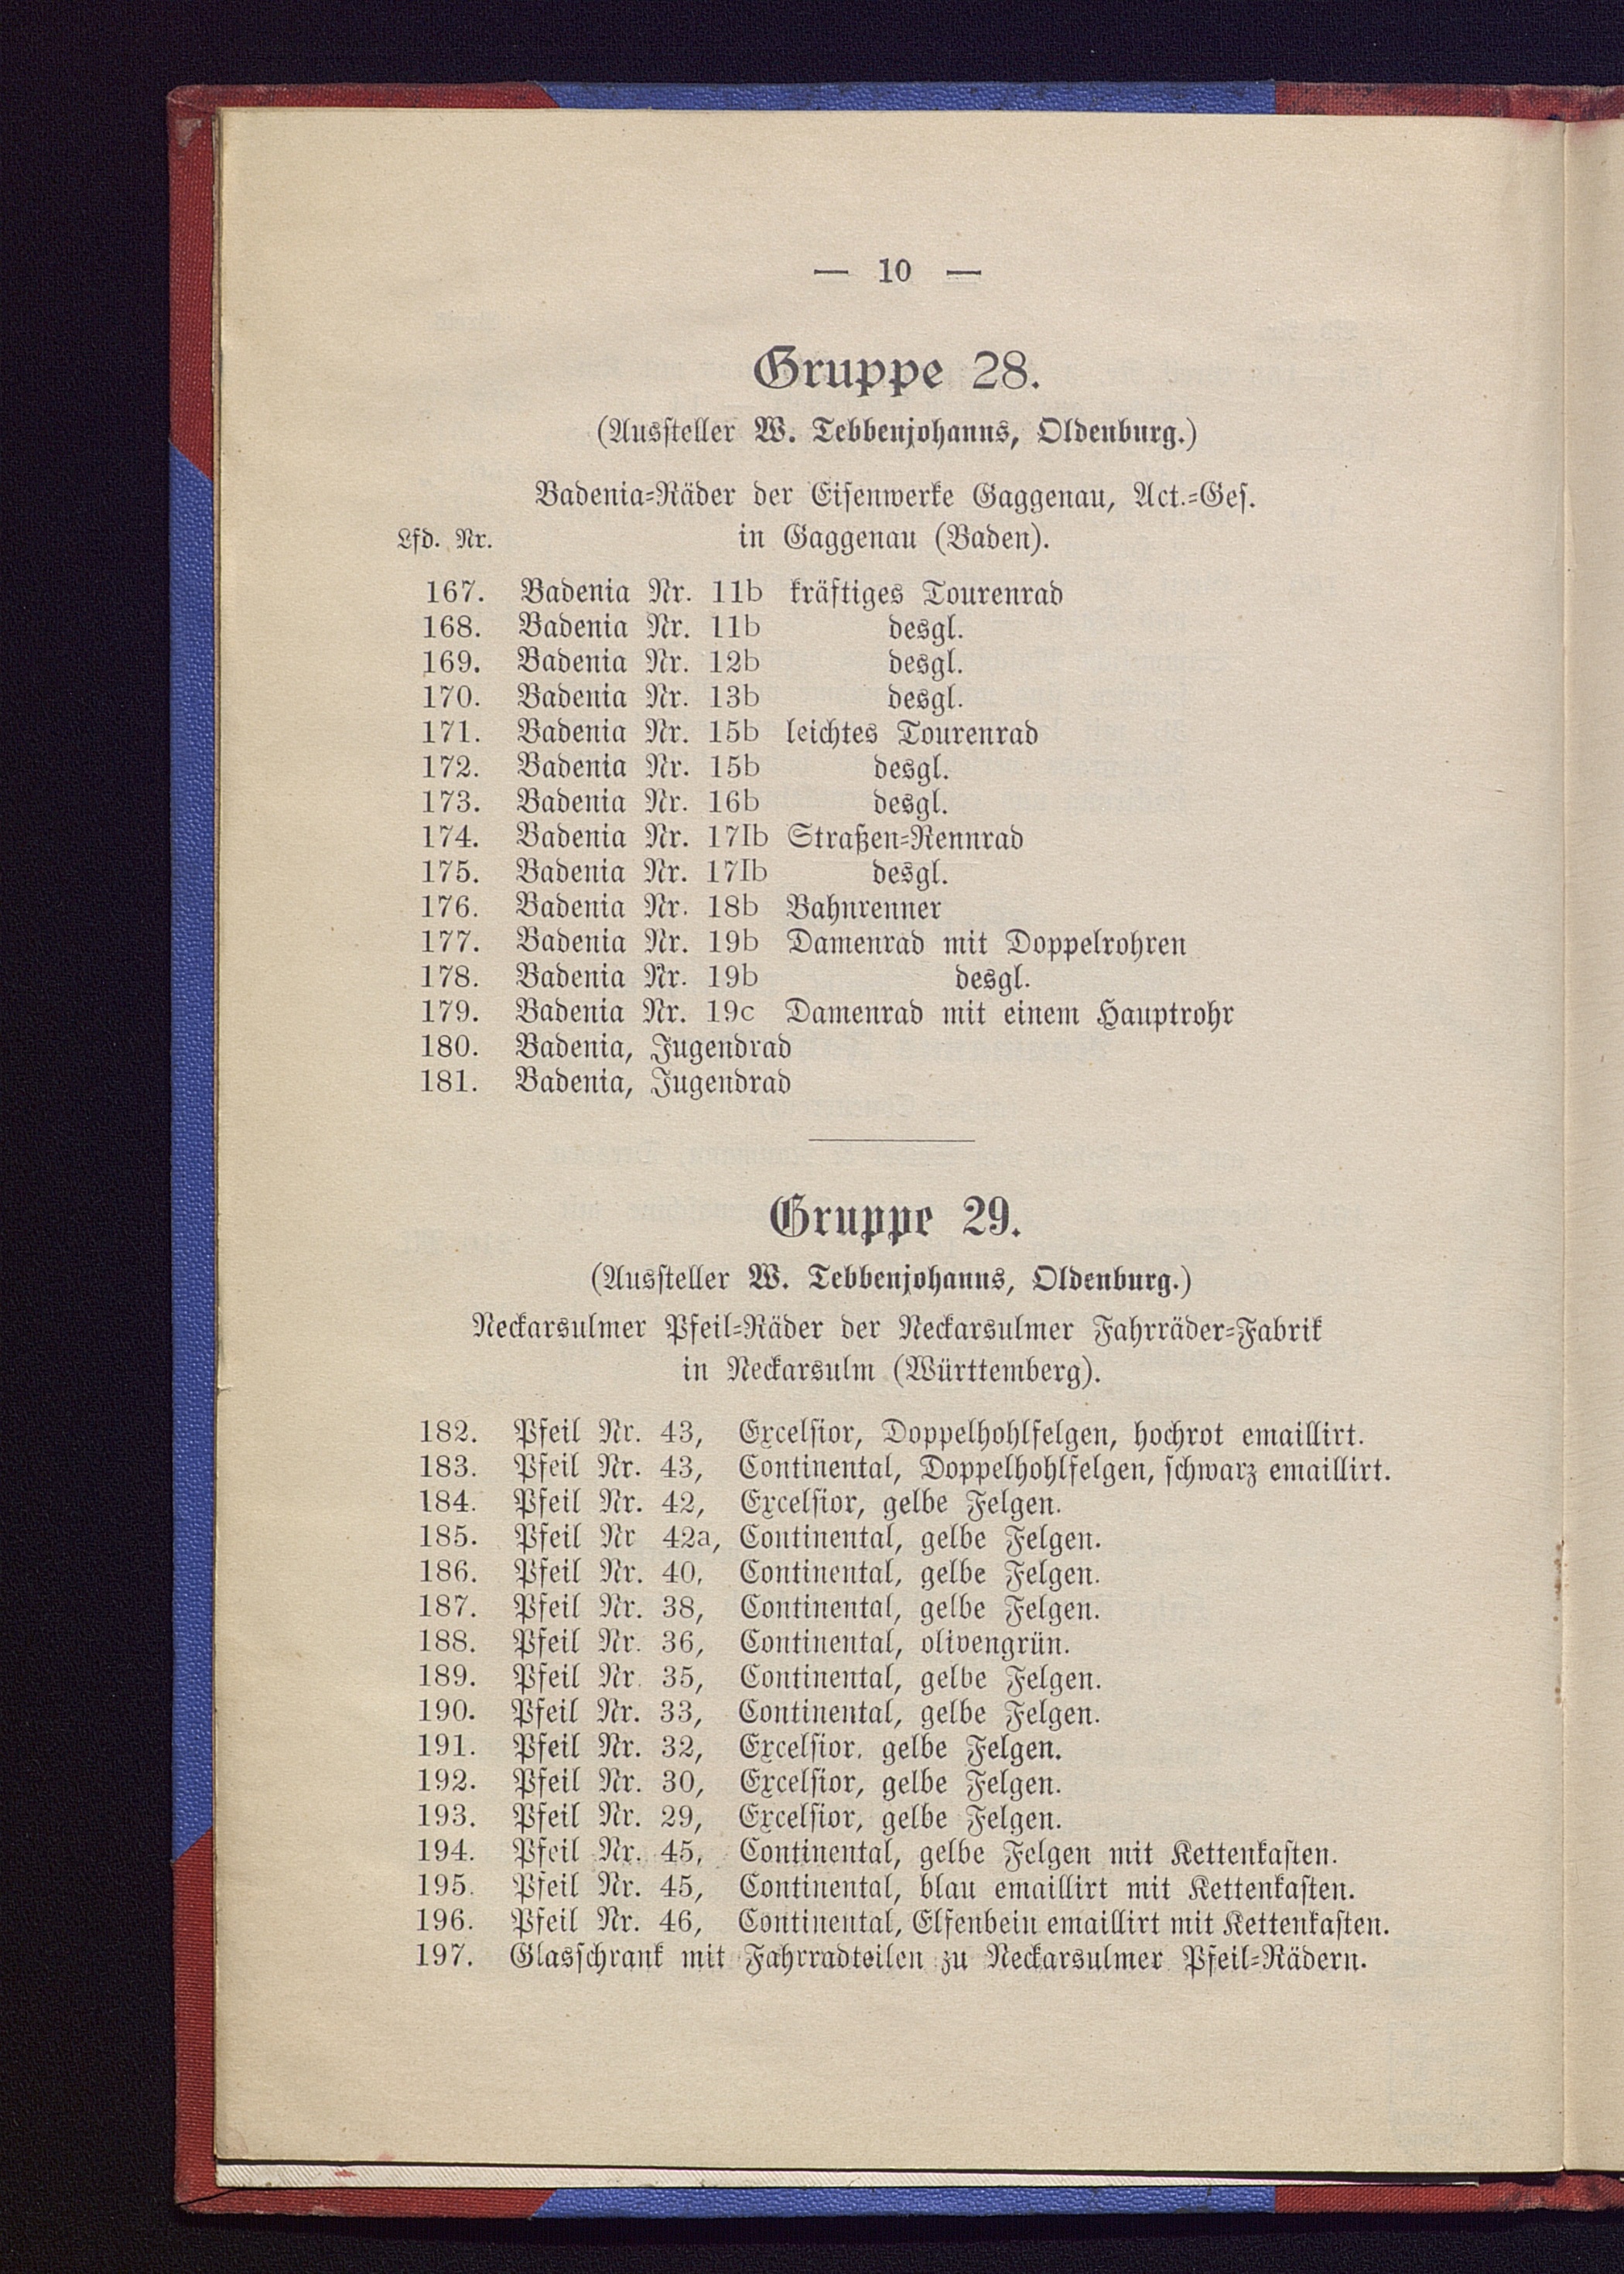 — 10 —
Gruppe 28.
(Aussteller W. Tebbenjohanns, Oldenburg.)
Badenia-Räder der Eisenwerke Gaggenau, Act.-Ges.
Lfd. Nr. in Gaggenau (Baden).
167. Badenia Nr. 11b kräftiges Tourenrad
168. Badenia Nr. 11b desgl.
169. Badenia Nr. 12b desgl.
170. Badenia Nr. 13b desgl.
171. Badenia Nr. 15b leichtes Tourenrad
172. Badenia Nr. 15b desgl.
173. Badenia Nr. 16b desgl.
174. Badenia Nr. 17Ib Straßen-Rennrad
175. Badenia Nr. 17Ib desgl.
176. Badenia Nr. 18b Bahnrenner
177. Badenia Nr. 19b Damenrad mit Doppelrohren
178. Badenia Nr. 19b desgl.
179. Badenia Nr. 19c Damenrad mit einem Hauptrohr
180. Badenia, Jugendrad
181. Badenia, Jugendrad
Gruppe 29.
(Aussteller W. Tebbenjohanns, Oldenburg.)
Neckarsulmer Pfeil-Räder der Neckarsulmer Fahrräder-Fabrik
in Neckarsulm (Württemberg).
182. Pfeil Nr. 43, Excelsior, Doppelhohlfelgen, hochrot emaillirt.
183. Pfeil Nr. 43, Continental, Doppelhohlfelgen, schwarz emaillirt.
184. Pfeil Nr. 42, Excelsior, gelbe Felgen.
185. Pfeil Nr 42a, Continental, gelbe Felgen.
186. Pfeil Nr. 40, Continental, gelbe Felgen.
187. Pfeil Nr. 38, Continental, gelbe Felgen.
188. Pfeil Nr. 36, Continental, olivengrün.
189. Pfeil Nr. 35, Continental, gelbe Felgen.
190. Pfeil Nr. 33, Continental, gelbe Felgen.
191. Pfeil Nr. 32, Excelsior, gelbe Felgen.
192. Pfeil Nr. 30, Excelsior, gelbe Felgen.
193. Pfeil Nr. 29, Excelsior, gelbe Felgen.
194. Pfeil Nr. 45, Continental, gelbe Felgen mit Kettenkasten.
195. Pfeil Nr. 45, Continental, blau emaillirt mit Kettenkasten.
196. Pfeil Nr. 46, Continental, Elfenbein emaillirt mit Kettenkasten.
197. Glasschrank mit Fahrradteilen zu Neckarsulmer Pfeil-Rädern.